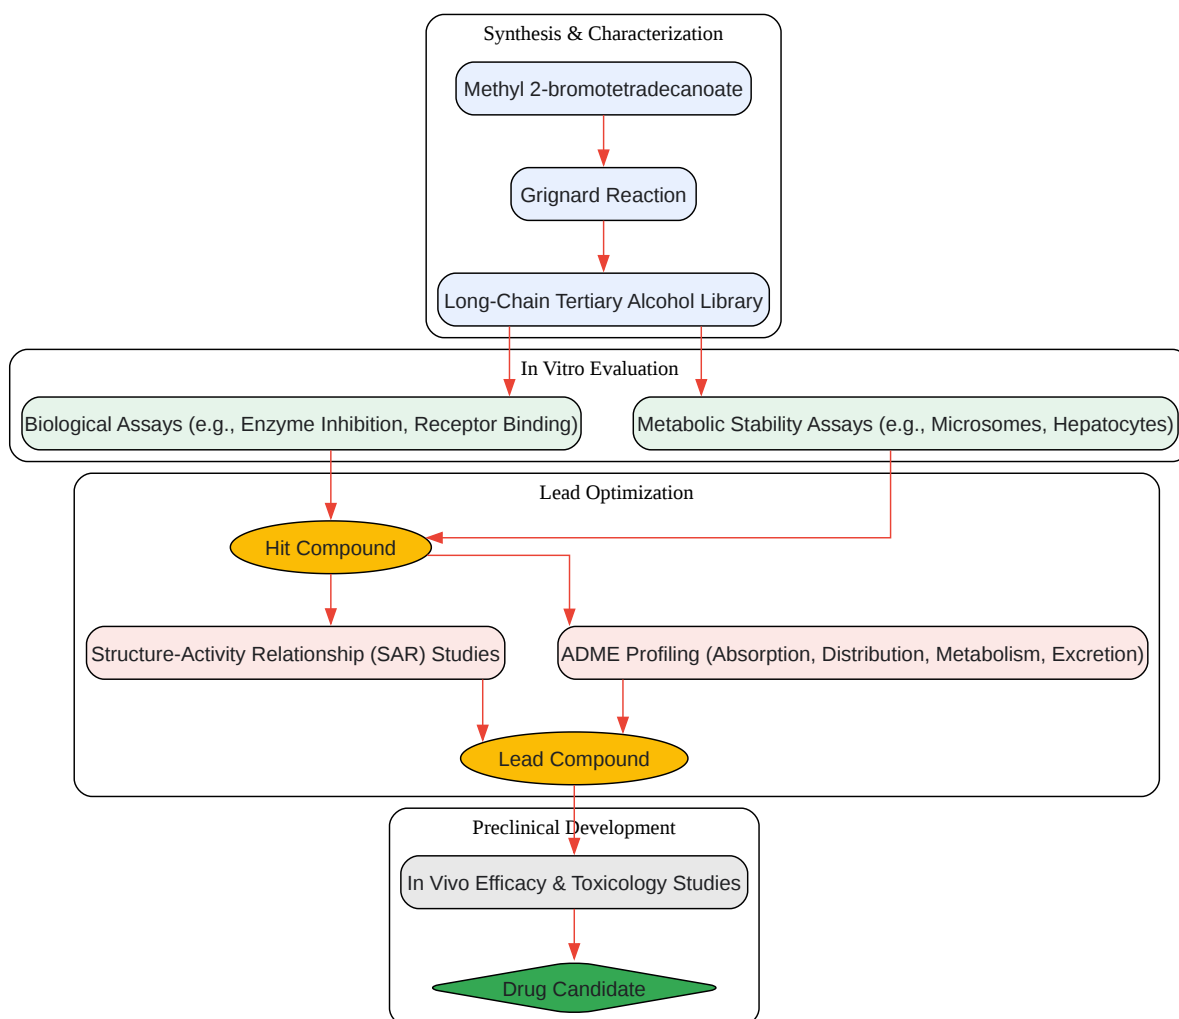 Synthesis & Characterization
Methyl 2-bromotetradecanoate
Grignard Reaction
Long-Chain Tertiary Alcohol Library
In Vitro Evaluation
Biological Assays (e.g., Enzyme Inhibition, Receptor Binding)
Metabolic Stability Assays (e.g., Microsomes, Hepatocytes)
Lead Optimization
Hit Compound
Structure-Activity Relationship (SAR) Studies
ADME Profiling (Absorption, Distribution, Metabolism, Excretion)
Lead Compound
Preclinical Development
In Vivo Efficacy & Toxicology Studies
Drug Candidate